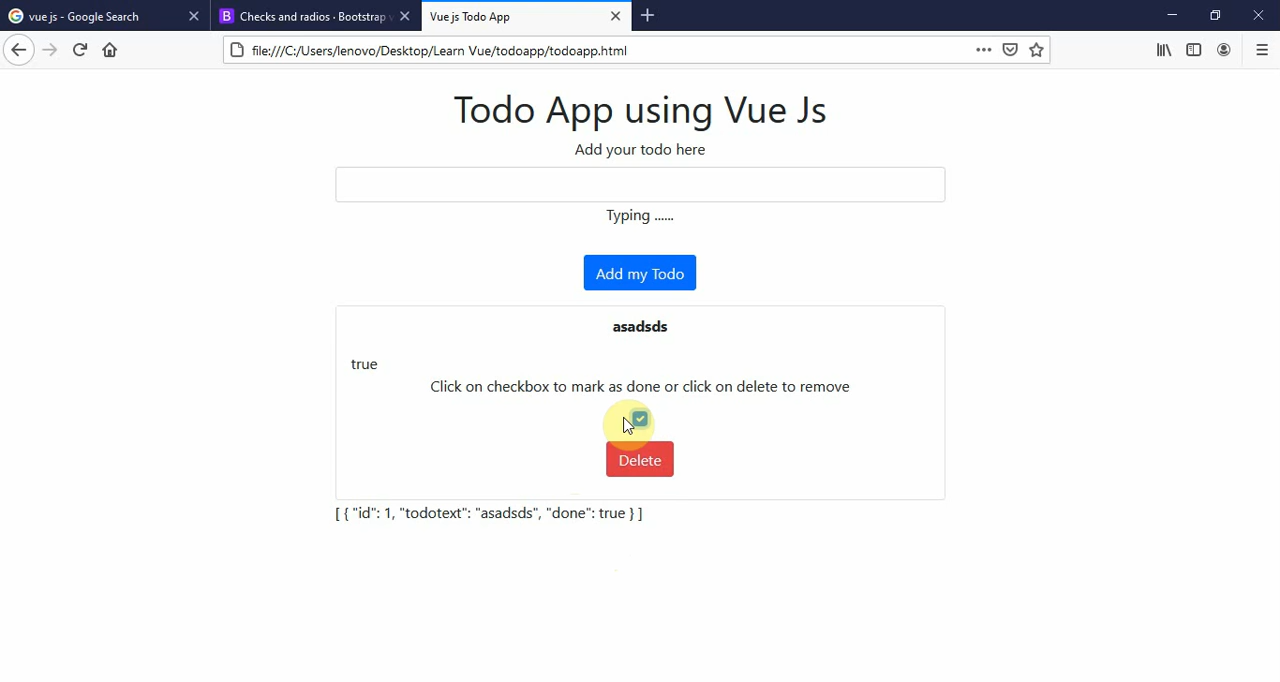 vue js - Google Search
Checks and radios · Bootstrap
Vue js Todo App
file:///C:/Users/lenovo/Desktop/Learn Vue/todoapp/todoapp.html
Todo App using Vue Js
Add your todo here
Typing ......
Add my Todo
asadsds
true
Click on checkbox to mark as done or click on delete to remove
Delete
[ { "id": 1, "todotext": "asadsds", "done": true } ]